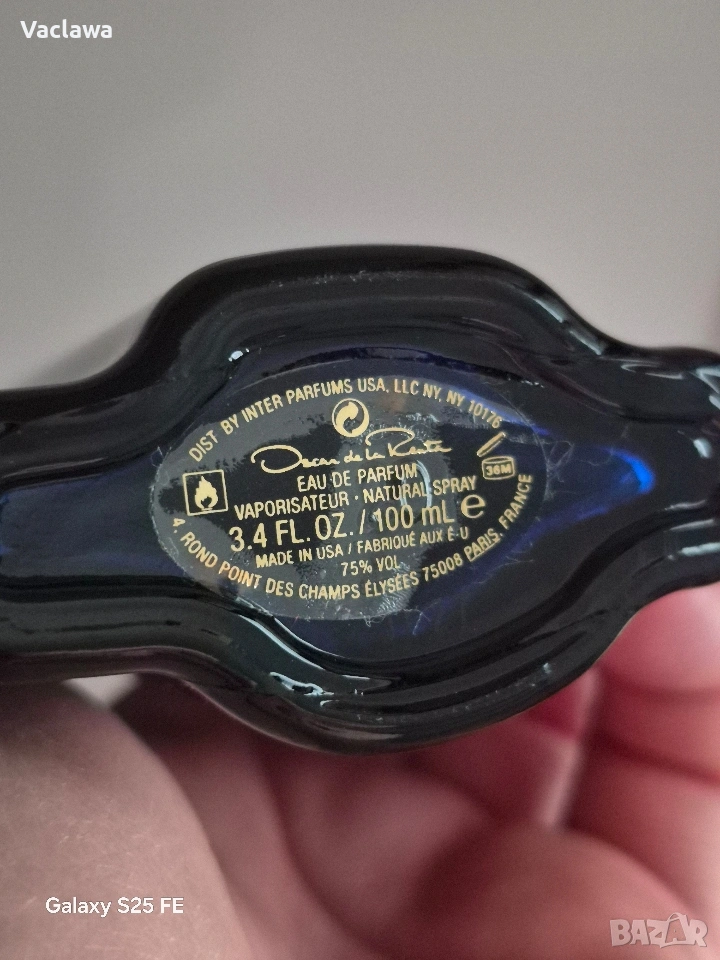 Vaclawa
DIST. BY INTER PARFUMS USA, LLC NY, NY 10176
Oscar de la Renta
36M
EAU DE PARFUM
VAPORISATEUR · NATURAL SPRAY
3.4 FL. OZ. / 100 mL e
MADE IN USA / FABRIQUÉ AUX É-U
75% VOL
4, ROND POINT DES CHAMPS ÉLYSÉES 75008 PARIS, FRANCE
Galaxy S25 FE
BAZAR